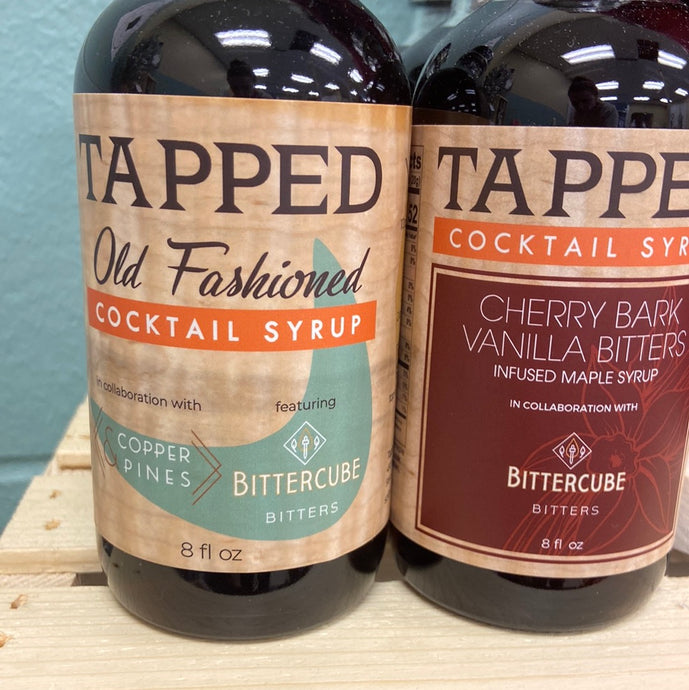 TAPPED
Old Fashioned
COCKTAIL SYRUP
in collaboration with
featuring
COPPER
& PINES
BITTERCUBE
BITTERS
8 fl oz
TAPPE
COCKTAIL SYR
CHERRY BARK
VANILLA BITTERS
INFUSED MAPLE SYRUP
IN COLLABORATION WITH
BITTERCUBE
BITTERS
8 fl oz